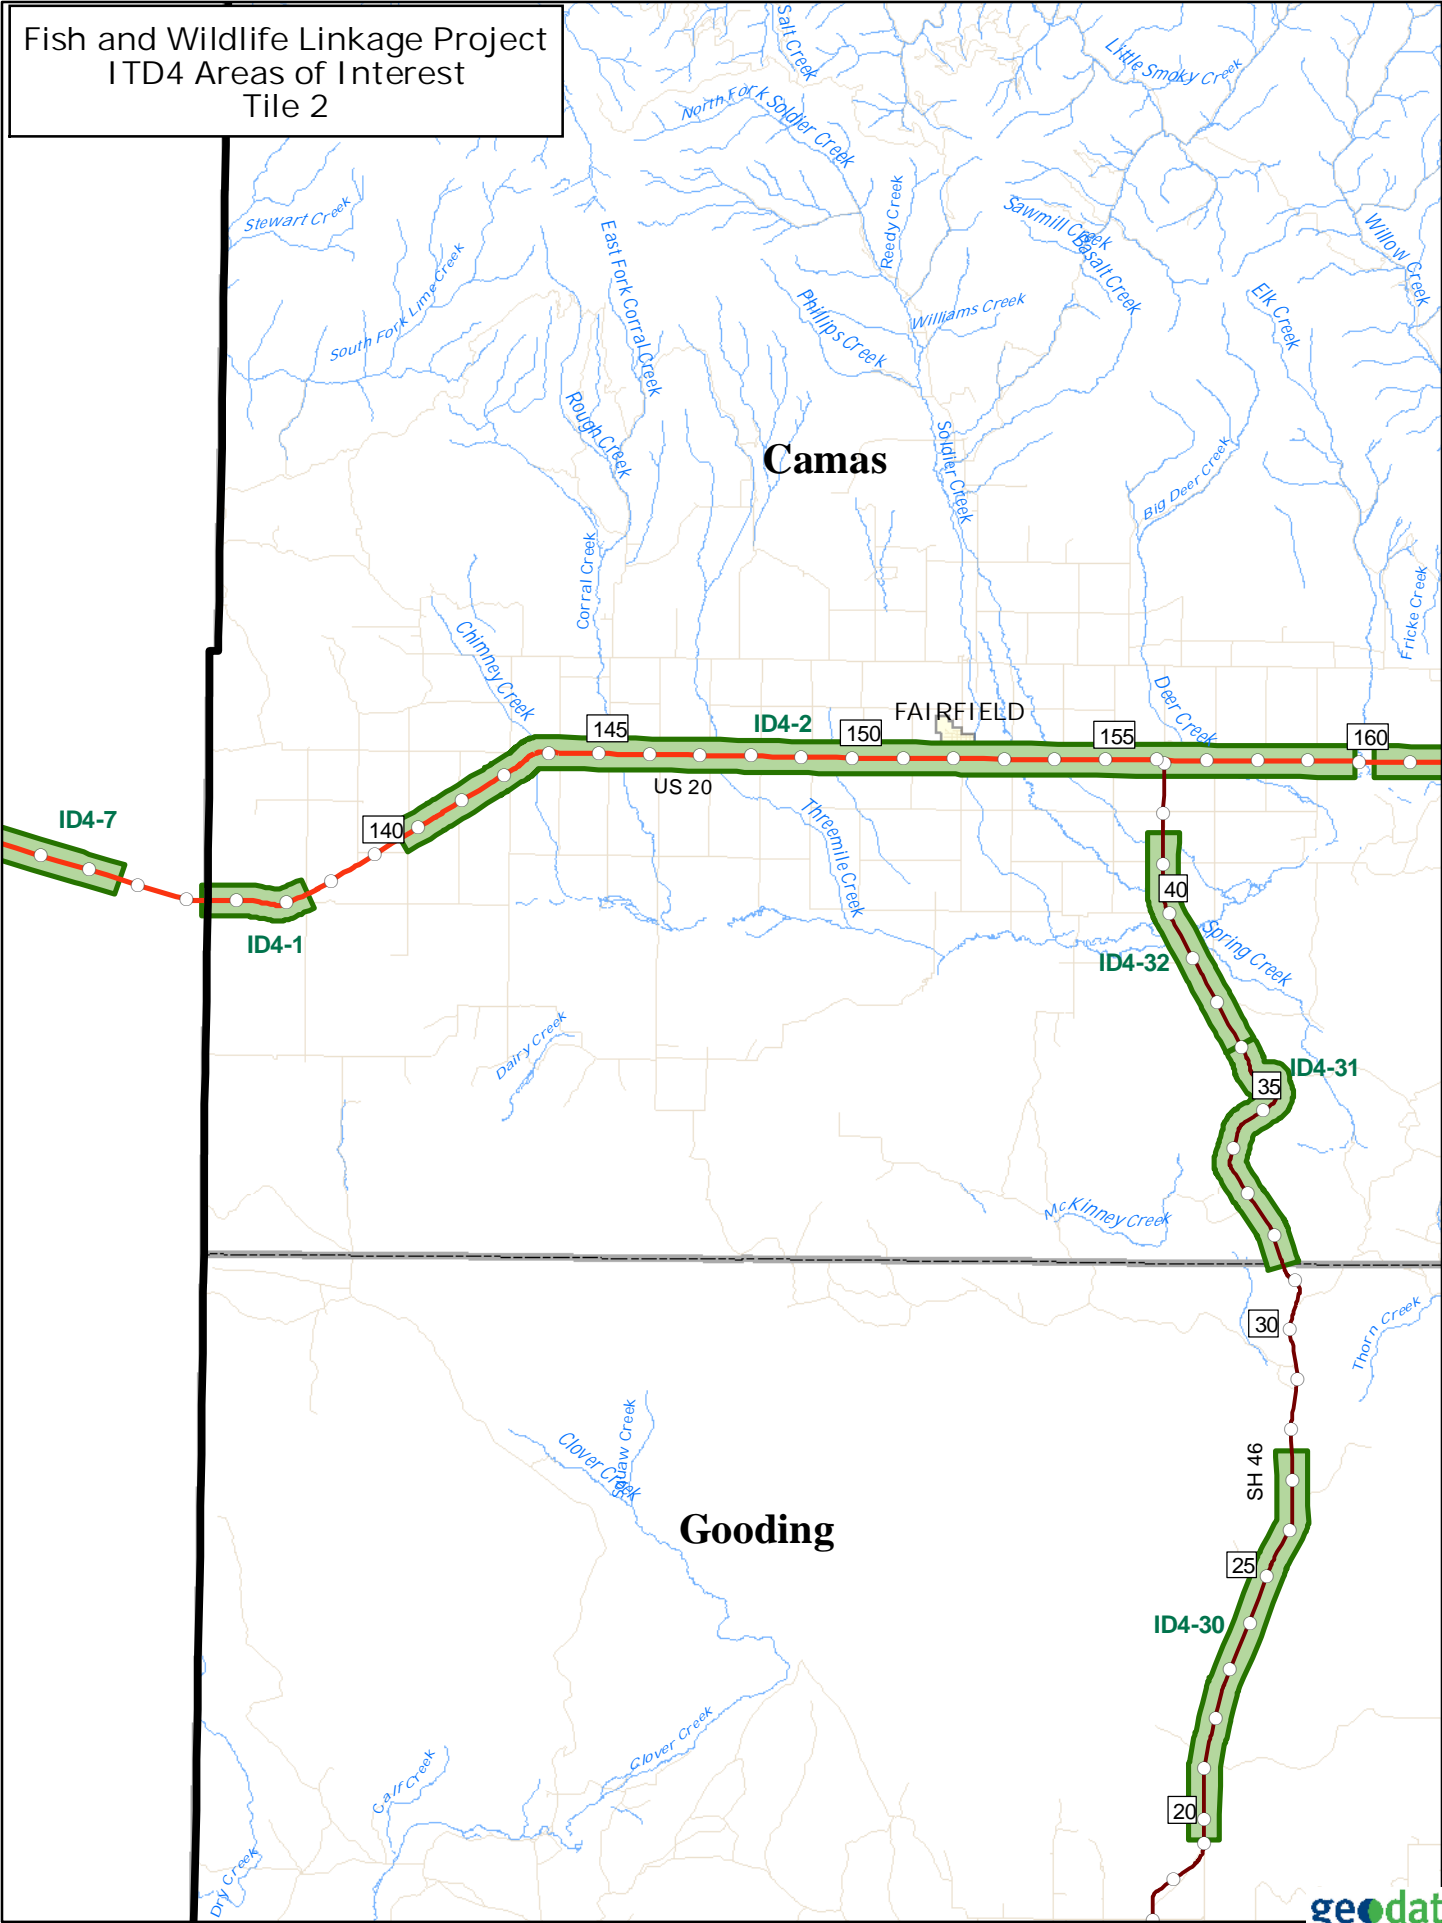 Fish and Wildlife Linkage Project
ITD4 Areas of Interest
Tile 2
Salt Creek
Little Smoky Creek
North Fork Soldier Creek
Reedy Creek
Stewart Creek
Sawmill Creek
Basalt Creek
Willow Creek
East Fork Corral Creek
South Fork Lime Creek
Elk Creek
Phillips Creek
Williams Creek
Rough Creek
Camas
Soldier Creek
Big Deer Creek
Corral Creek
Fricke Creek
Chimney Creek
Deer Creek
FAIRFIELD
ID4-2
145
150
155
160
US 20
ID4-7
140
Threemile Creek
40
ID4-1
Spring Creek
ID4-32
Dairy Creek
ID4-31
35
McKinney Creek
30
Thorn Creek
Squaw Creek
Clover Creek
SH 46
Gooding
25
ID4-30
Clover Creek
Calf Creek
20
Dry Creek
geodat